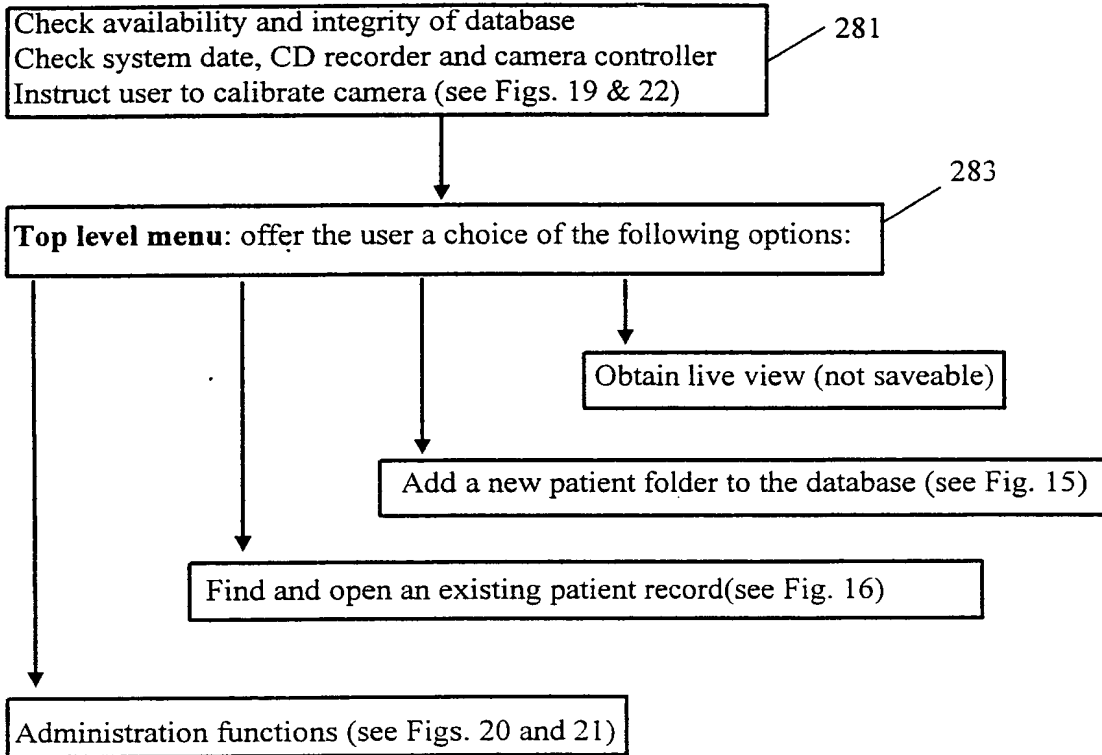 Check availability and integrity of database
Check system date, CD recorder and camera controller
Instruct user to calibrate camera (see Figs. 19 & 22)
281
283
Top level menu: offer the user a choice of the following options:
Obtain live view (not saveable)
Add a new patient folder to the database (see Fig. 15)
Find and open an existing patient record(see Fig. 16)
Administration functions (see Figs. 20 and 21)